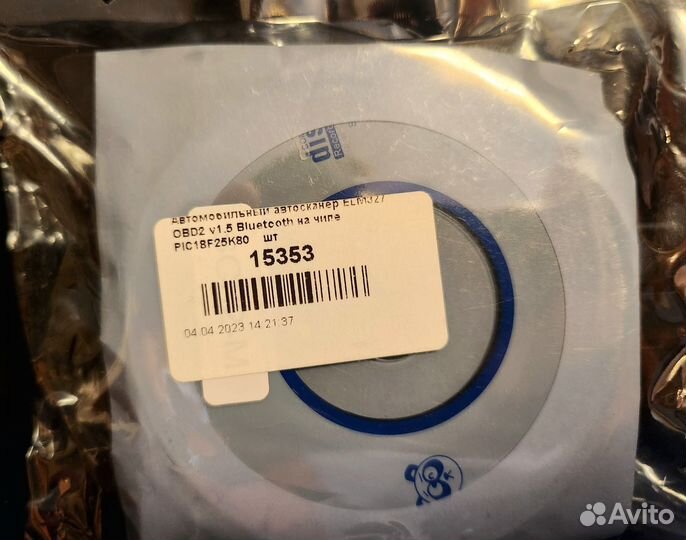 Автомобильный автосканер ELM327
OBD2 v1.5 Bluetooth на чипе
PIC18F25K80 шт
15353
04.04.2023 14:21:37
Avito